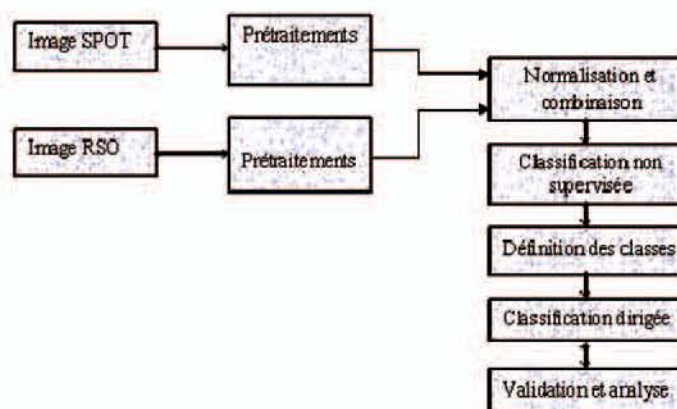 Image SPOT
Prétraitements
Image RSO
Prétraitements
Normalisation et
combinaison
Classification non
supervisée
Définition des classes
Classification dirigée
Validation et analyse